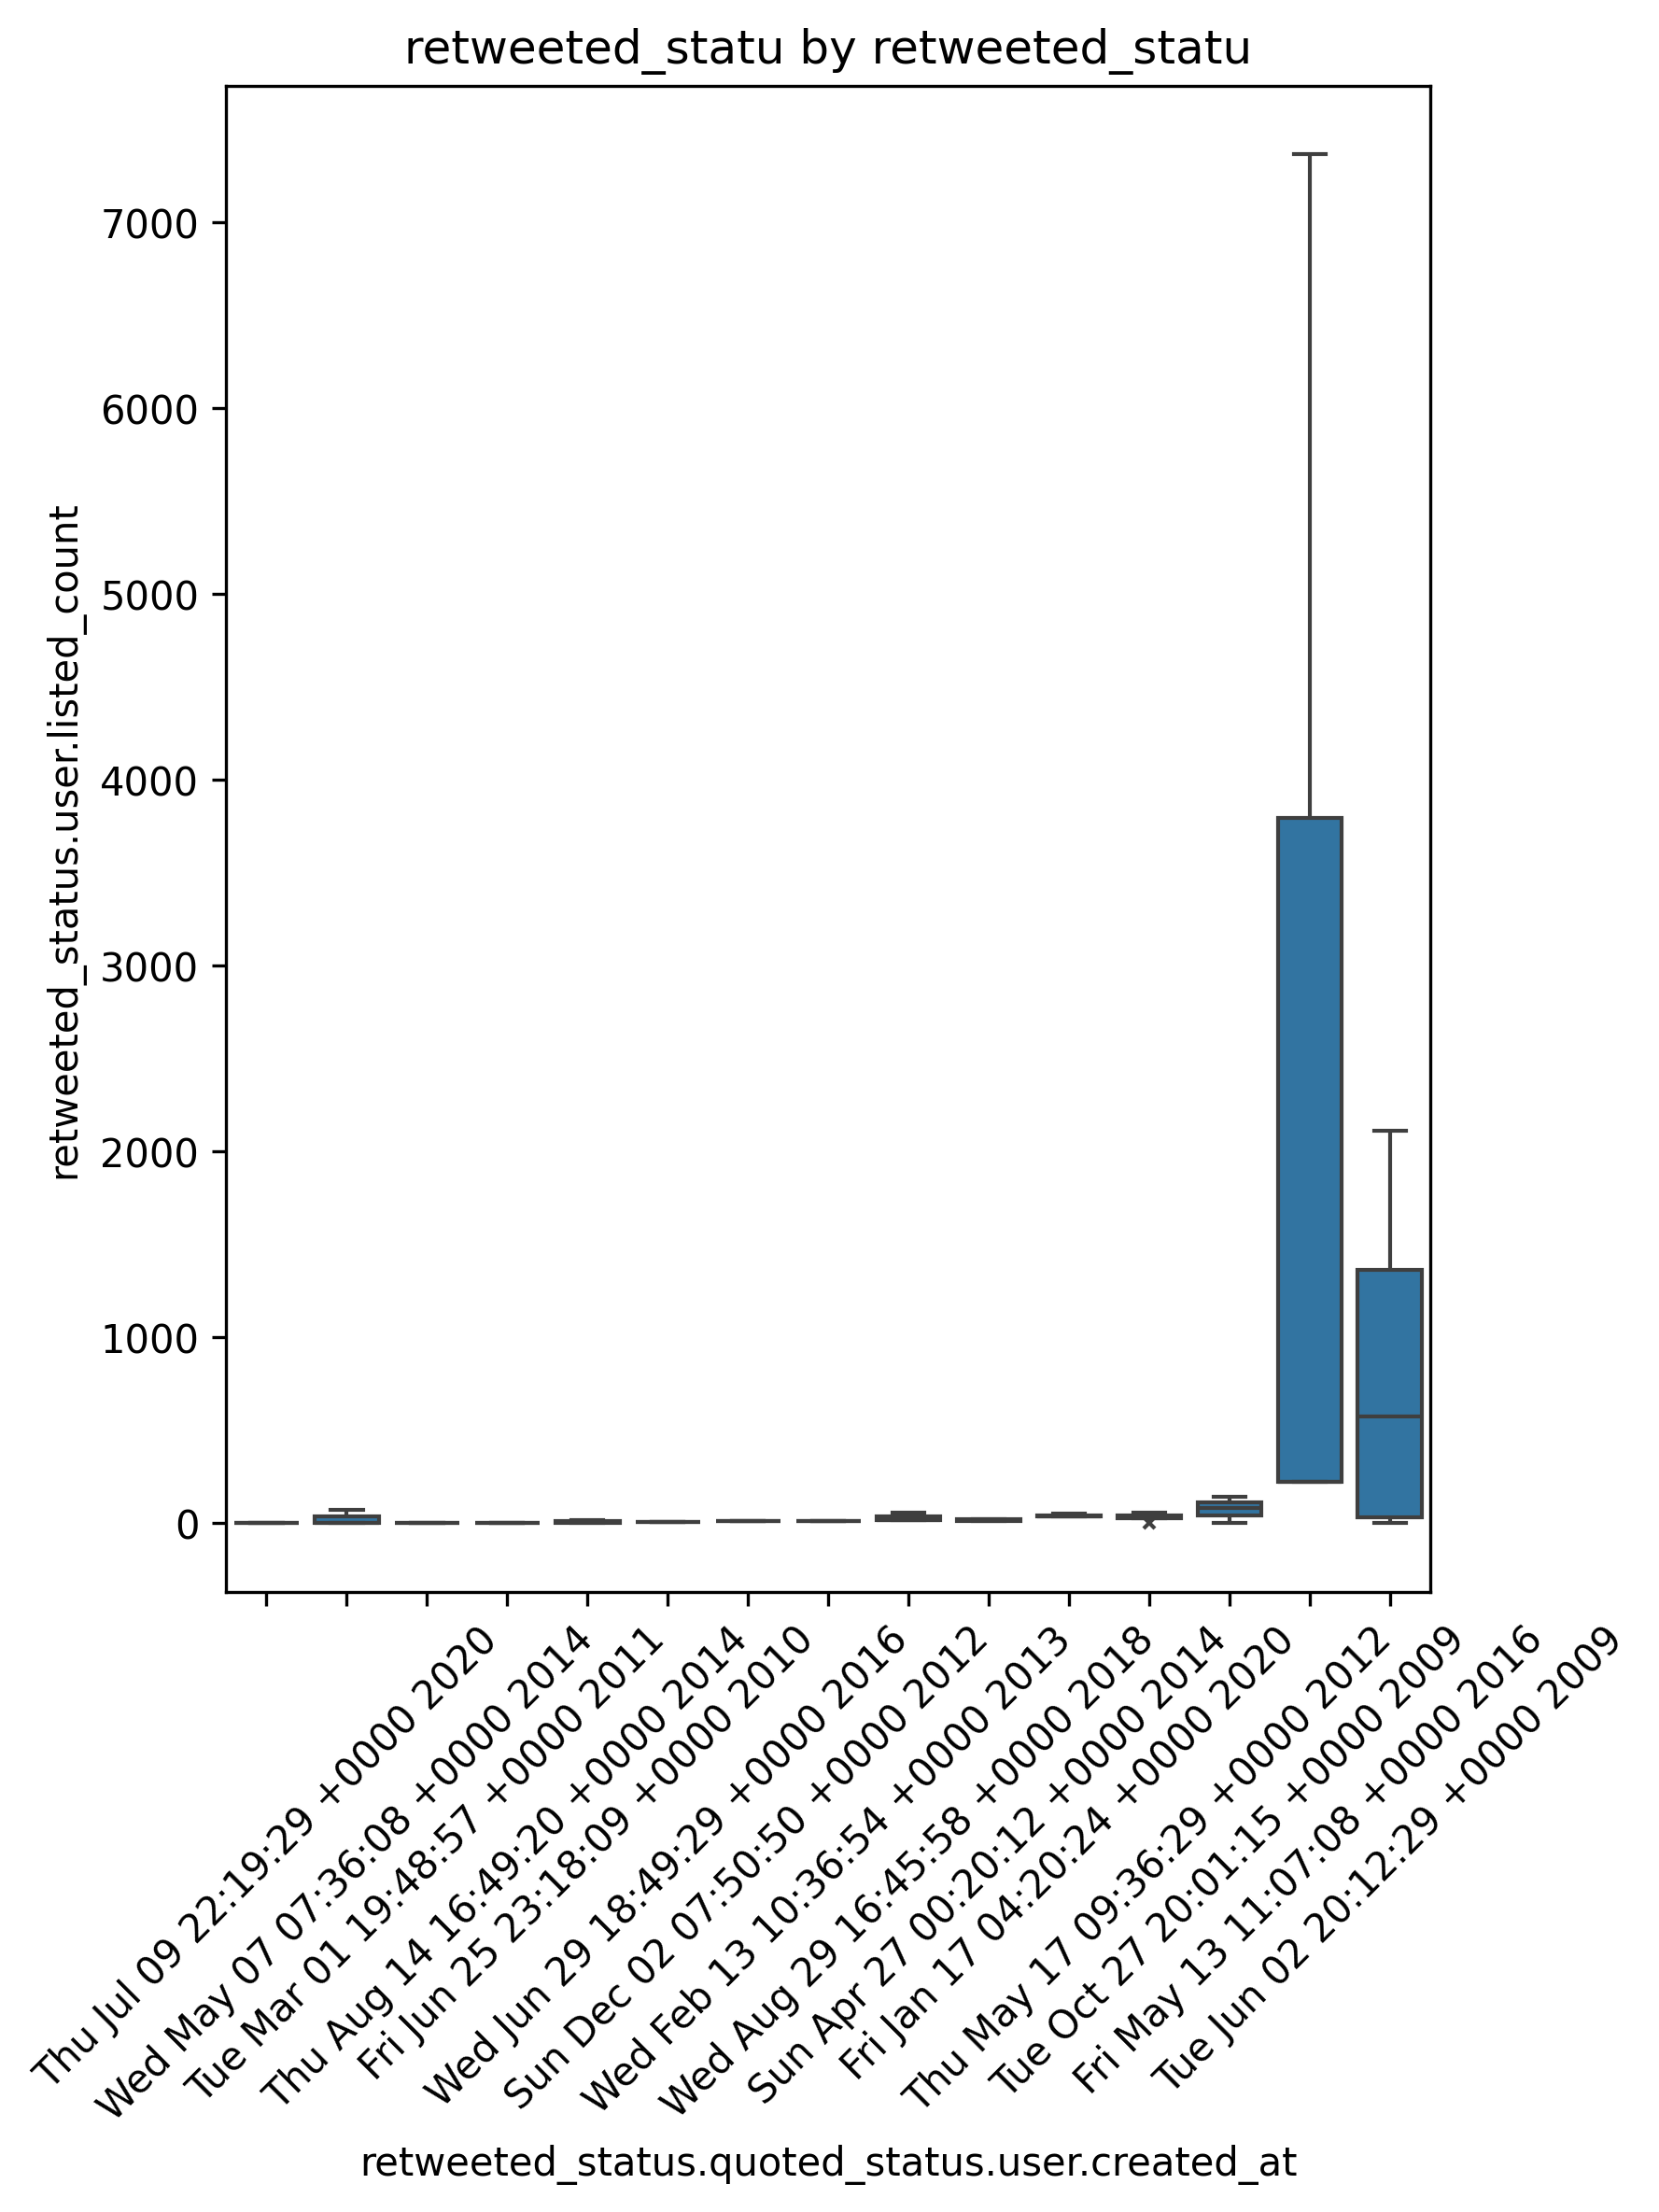 retweeted_statu by retweeted_statu
retweeted_status.user.listed_count
7000
6000
5000
4000
3000
2000
1000
0
Thu Jul 09 22:19:29 +0000 2020
Wed May 07 07:36:08 +0000 2014
Tue Mar 01 19:48:57 +0000 2011
Thu Aug 14 16:49:20 +0000 2014
Fri Jun 25 23:18:09 +0000 2010
Wed Jun 29 18:49:29 +0000 2016
Sun Dec 02 07:50:50 +0000 2012
Wed Feb 13 10:36:54 +0000 2013
Wed Aug 29 16:45:58 +0000 2018
Sun Apr 27 00:20:12 +0000 2014
Fri Jan 17 04:20:24 +0000 2020
Thu May 17 09:36:29 +0000 2012
Tue Oct 27 20:01:15 +0000 2009
Fri May 13 11:07:08 +0000 2016
Tue Jun 02 20:12:29 +0000 2009
retweeted_status.quoted_status.user.created_at